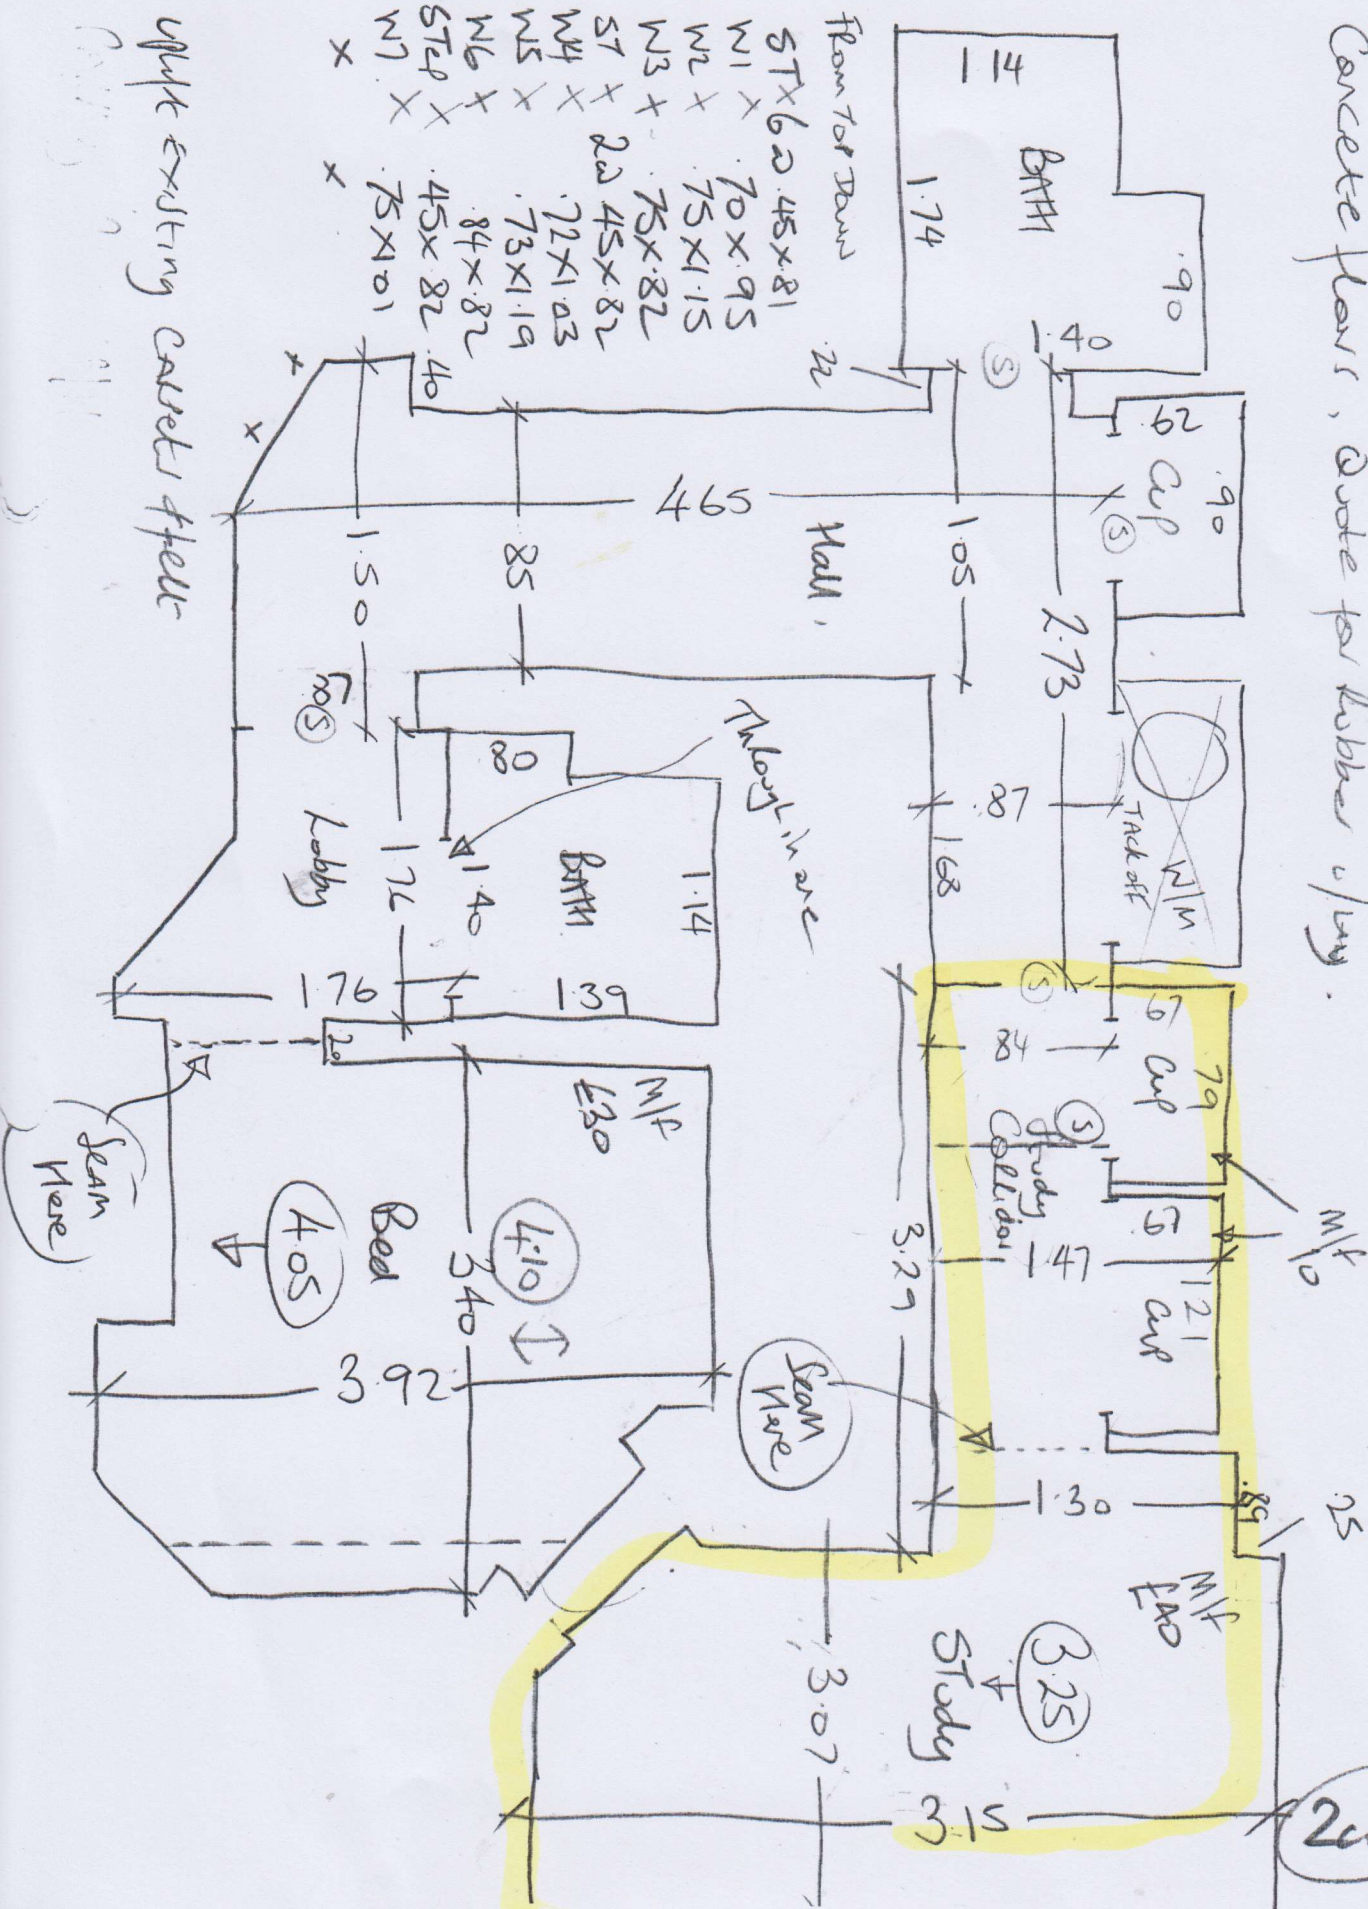 Concrete floors, Quote for Rubber u/lay.
BATH
1.14
1.74
.90
.40
.22
S
.62
.90
Cup
S
W/M
TACK OFF
2.73
1.05
.87
1.68
Hall.
4.65
.85
.40
1.50
S
Lobby
1.76
1.76
1.40
.80
BATH
1.14
1.39
Through in one
.20
Seam
Here
M/f
£30
Bed
4.10
4.05
3.40
3.92
Seam
Here
S
.67
.79
Cup
.84
S
Study
Corridor
M/f
10
1.21
Cup
1.47
3.29
1.30
.89
.25
M/f
£40
3.25
Study
3.07
3.15
FROM TOP DOWN
ST x 6 @ .45 x .81
W1 x .70 x .95
W2 x .75 x 1.15
W3 x .75 x .82
ST x 2@ 45 x .82
W4 x .72 x 1.03
W5 x .73 x 1.19
W6 x .84 x .82
STep x .45 x .82
W7 x .75 x 1.01
x x
Uplift existing Carpets & felt